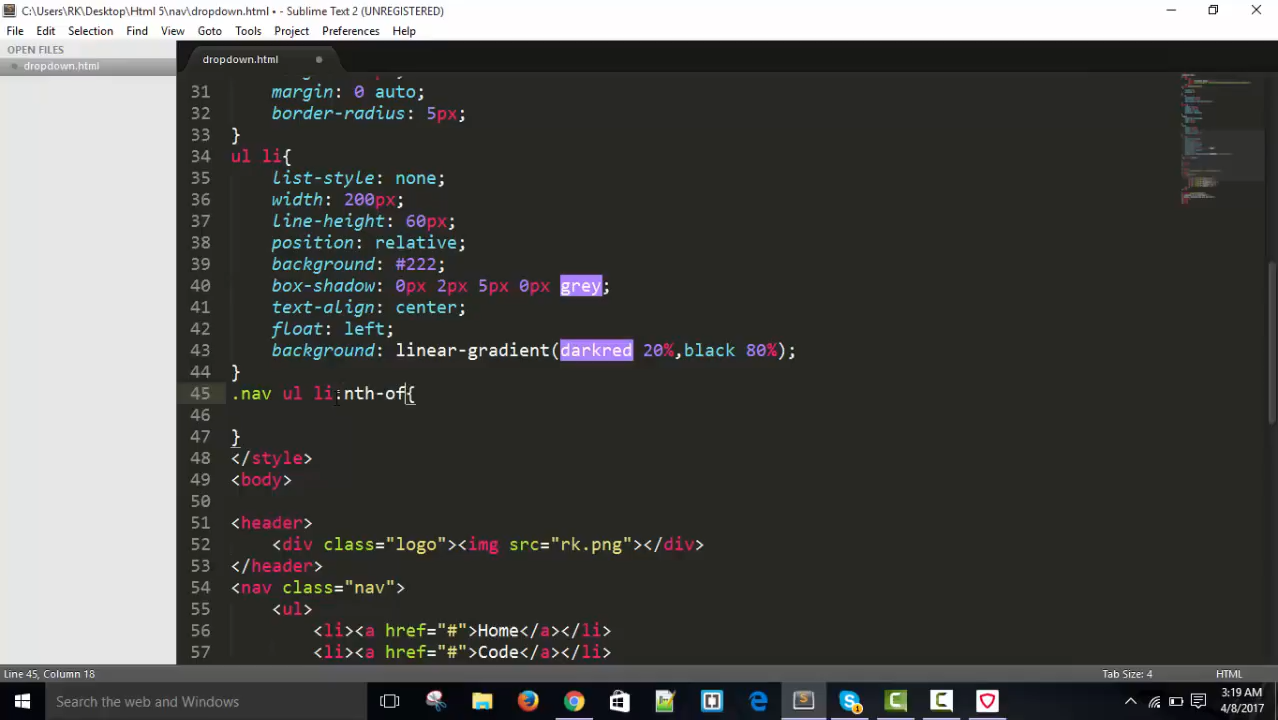 C:\Users\RK\Desktop\Html 5\nav\dropdown.html • - Sublime Text 2 (UNREGISTERED)
File Edit Selection Find View Goto Tools Project Preferences Help
OPEN FILES
dropdown.html
dropdown.html
31 margin: 0 auto;
32 border-radius: 5px;
33 }
34 ul li{
35 list-style: none;
36 width: 200px;
37 line-height: 60px;
38 position: relative;
39 background: #222;
40 box-shadow: 0px 2px 5px 0px grey;
41 text-align: center;
42 float: left;
43 background: linear-gradient(darkred 20%,black 80%);
44 }
45 .nav ul li:nth-of{
46
47 }
48 </style>
49 <body>
50
51 <header>
52 <div class="logo"><img src="rk.png"></div>
53 </header>
54 <nav class="nav">
55 <ul>
56 <li><a href="#">Home</a></li>
57 <li><a href="#">Code</a></li>
Line 45, Column 18
Tab Size: 4 HTML
Search the web and Windows
3:19 AM
4/8/2017